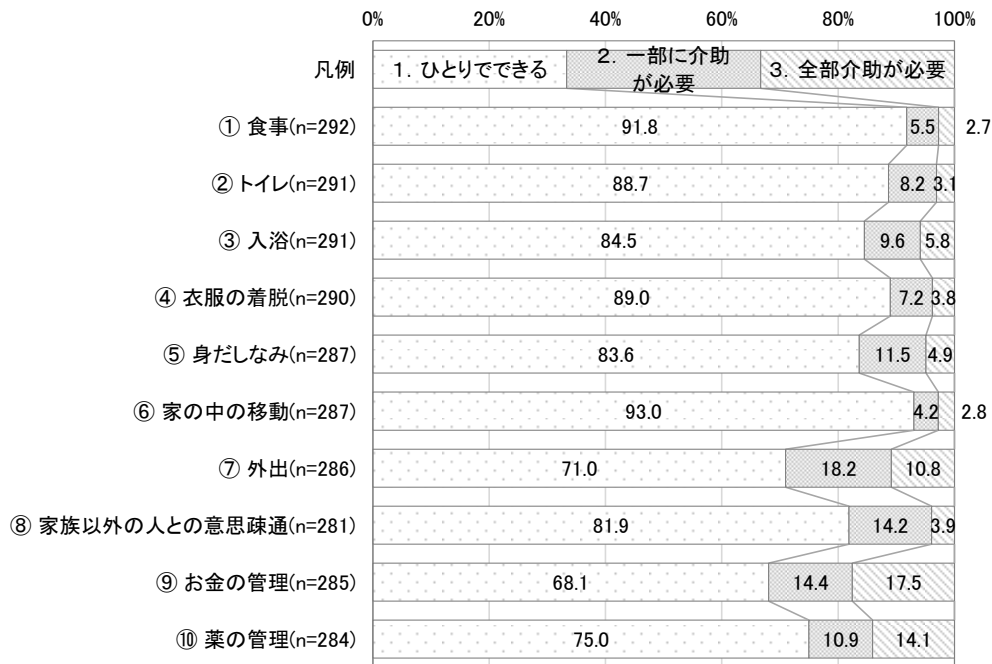 0% 20% 40% 60% 80% 100%
凡例 1. ひとりでできる 2. 一部に介助が必要 3. 全部介助が必要
① 食事(n=292) 91.8 5.5 2.7
② トイレ(n=291) 88.7 8.2 3.1
③ 入浴(n=291) 84.5 9.6 5.8
④ 衣服の着脱(n=290) 89.0 7.2 3.8
⑤ 身だしなみ(n=287) 83.6 11.5 4.9
⑥ 家の中の移動(n=287) 93.0 4.2 2.8
⑦ 外出(n=286) 71.0 18.2 10.8
⑧ 家族以外の人との意思疎通(n=281) 81.9 14.2 3.9
⑨ お金の管理(n=285) 68.1 14.4 17.5
⑩ 薬の管理(n=284) 75.0 10.9 14.1